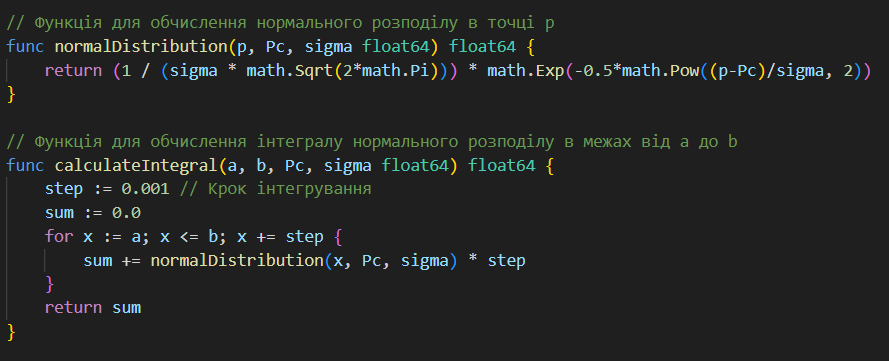 // Функція для обчислення нормального розподілу в точці p
func normalDistribution(p, Pc, sigma float64) float64 {
    return (1 / (sigma * math.Sqrt(2*math.Pi))) * math.Exp(-0.5*math.Pow((p-Pc)/sigma, 2))
}

// Функція для обчислення інтегралу нормального розподілу в межах від a до b
func calculateIntegral(a, b, Pc, sigma float64) float64 {
    step := 0.001 // Крок інтегрування
    sum := 0.0
    for x := a; x <= b; x += step {
        sum += normalDistribution(x, Pc, sigma) * step
    }
    return sum
}